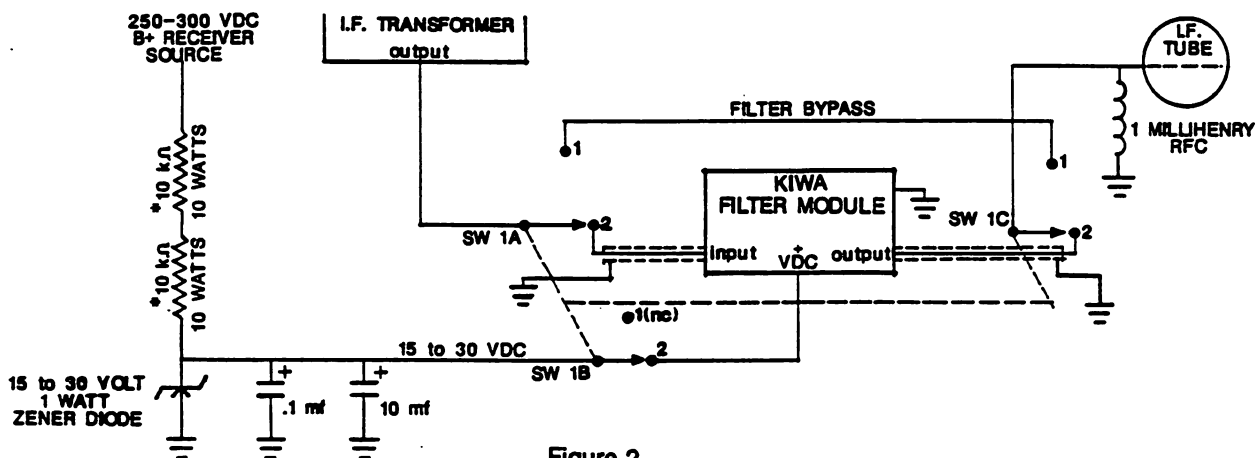 250-300 VDC
B+ RECEIVER
SOURCE
I.F. TRANSFORMER
output
I.F.
TUBE
FILTER BYPASS
1
1
1 MILLIHENRY
RFC
*10 kΩ
10 WATTS
*10 kΩ
10 WATTS
KIWA
FILTER MODULE
SW 1A
2
input
+
VDC
output
SW 1C
2
1(nc)
15 to 30 VDC
SW 1B
2
15 to 30 VOLT
1 WATT
ZENER DIODE
+
.1 mf
+
10 mf
Figure 2